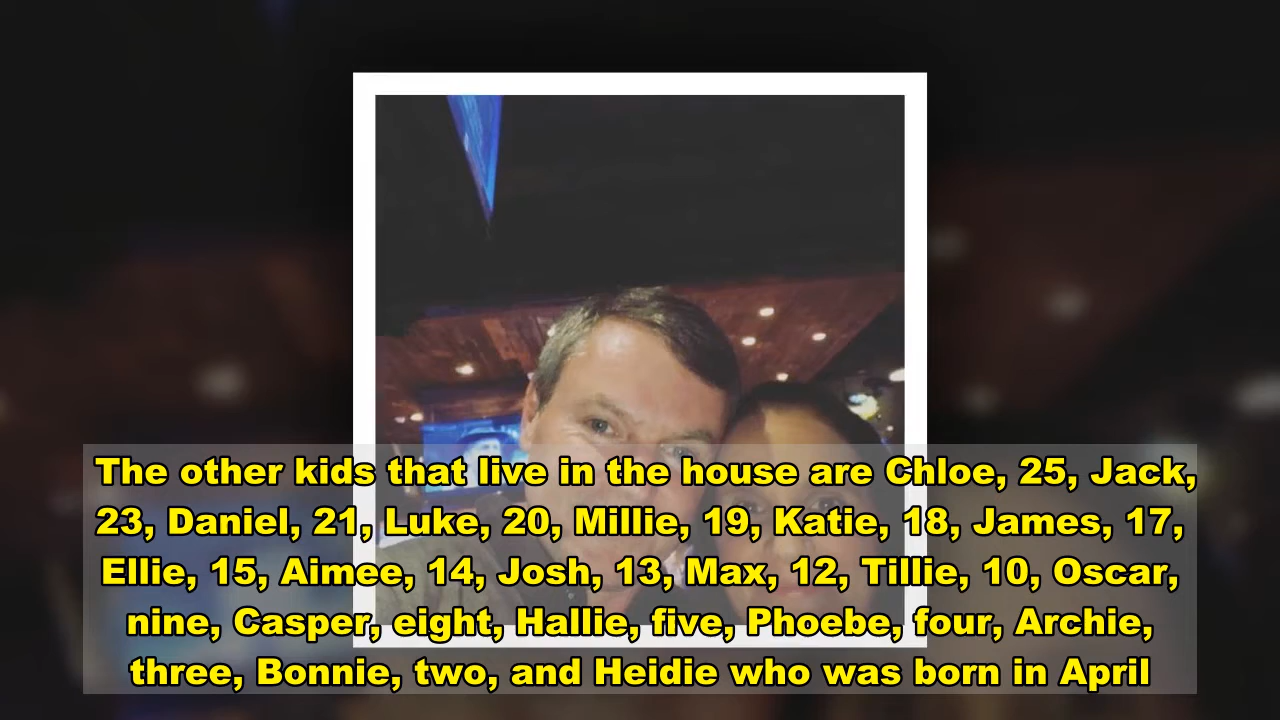 The other kids that live in the house are Chloe, 25, Jack,
23, Daniel, 21, Luke, 20, Millie, 19, Katie, 18, James, 17,
Ellie, 15, Aimee, 14, Josh, 13, Max, 12, Tillie, 10, Oscar,
nine, Casper, eight, Hallie, five, Phoebe, four, Archie,
three, Bonnie, two, and Heidie who was born in April